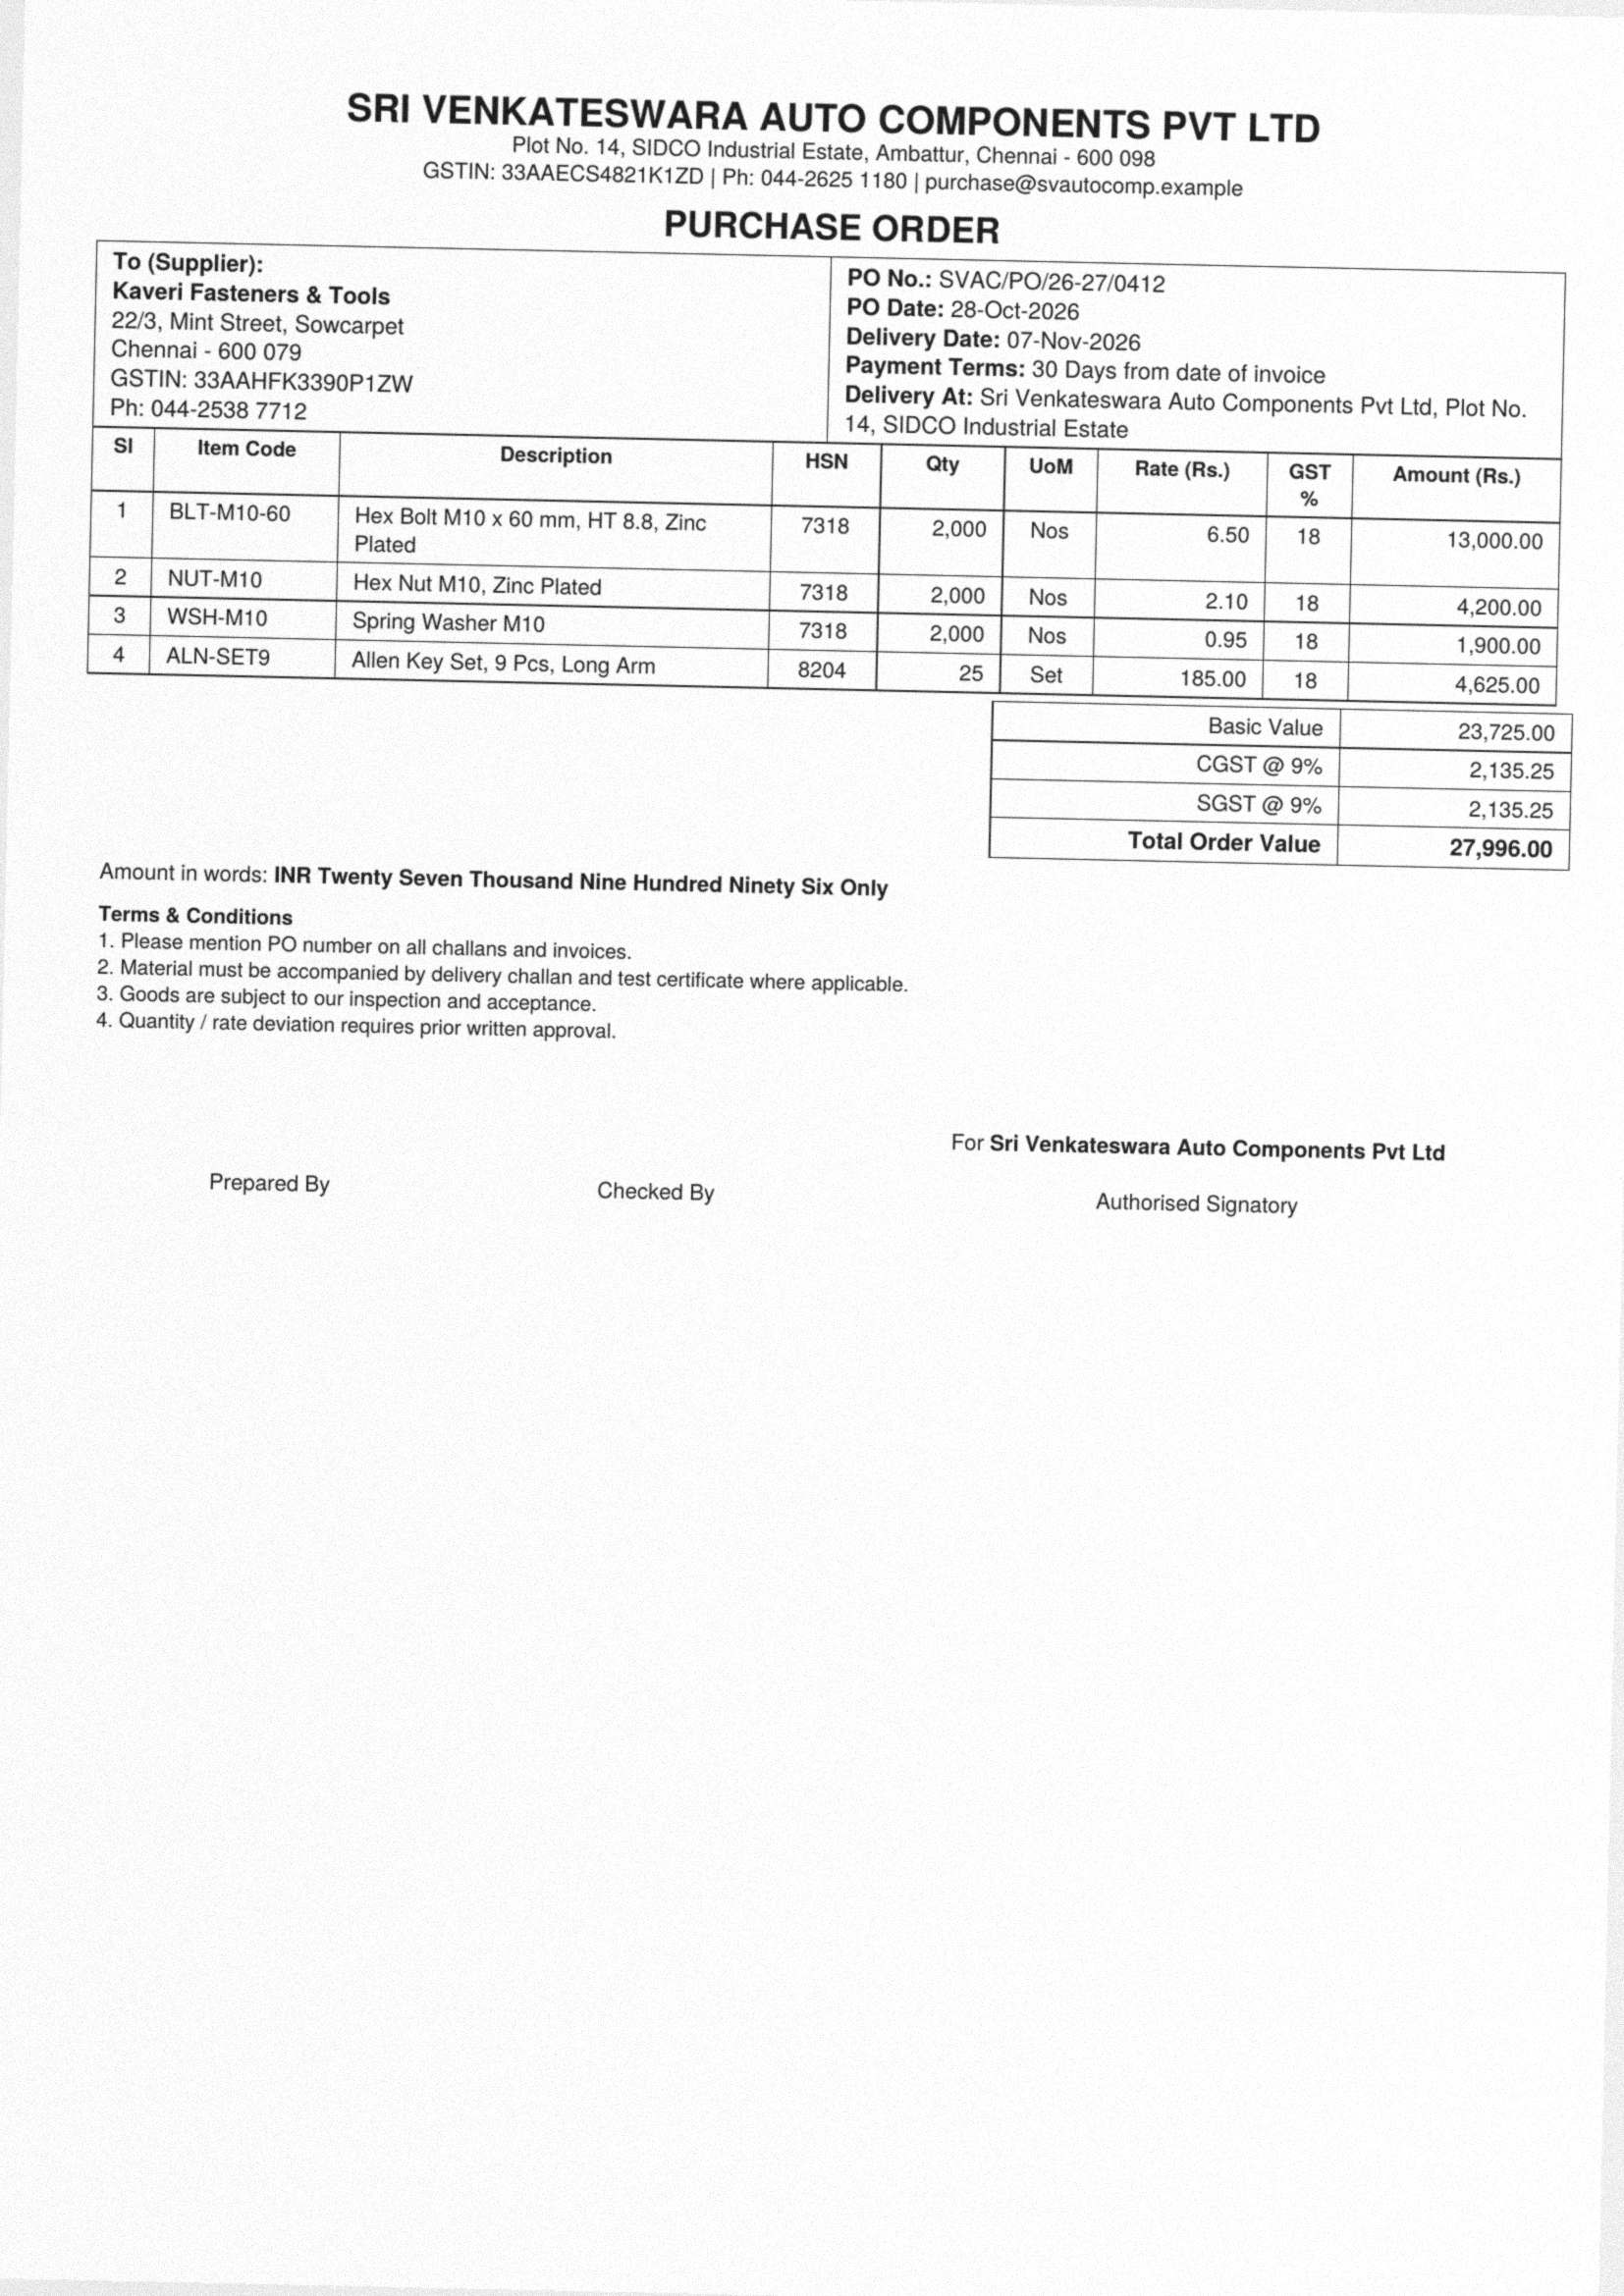 SRI VENKATESWARA AUTO COMPONENTS PVT LTD
Plot No. 14, SIDCO Industrial Estate, Ambattur, Chennai - 600 098
GSTIN: 33AAECS4821K1ZD | Ph: 044-2625 1180 | purchase@svautocomp.example
PURCHASE ORDER
To (Supplier):
Kaveri Fasteners & Tools
22/3, Mint Street, Sowcarpet
Chennai - 600 079
GSTIN: 33AAHFK3390P1ZW
Ph: 044-2538 7712
PO No.: SVAC/PO/26-27/0412
PO Date: 28-Oct-2026
Delivery Date: 07-Nov-2026
Payment Terms: 30 Days from date of invoice
Delivery At: Sri Venkateswara Auto Components Pvt Ltd, Plot No.
14, SIDCO Industrial Estate
Sl Item Code Description HSN Qty UoM Rate (Rs.) GST Amount (Rs.)
%
1 BLT-M10-60 Hex Bolt M10 x 60 mm, HT 8.8, Zinc 7318 2,000 Nos 6.50 18 13,000.00
Plated
2 NUT-M10 Hex Nut M10, Zinc Plated 7318 2,000 Nos 2.10 18 4,200.00
3 WSH-M10 Spring Washer M10 7318 2,000 Nos 0.95 18 1,900.00
4 ALN-SET9 Allen Key Set, 9 Pcs, Long Arm 8204 25 Set 185.00 18 4,625.00
Basic Value 23,725.00
CGST @ 9% 2,135.25
SGST @ 9% 2,135.25
Total Order Value 27,996.00
Amount in words: INR Twenty Seven Thousand Nine Hundred Ninety Six Only
Terms & Conditions
1. Please mention PO number on all challans and invoices.
2. Material must be accompanied by delivery challan and test certificate where applicable.
3. Goods are subject to our inspection and acceptance.
4. Quantity / rate deviation requires prior written approval.
For Sri Venkateswara Auto Components Pvt Ltd
Prepared By Checked By Authorised Signatory